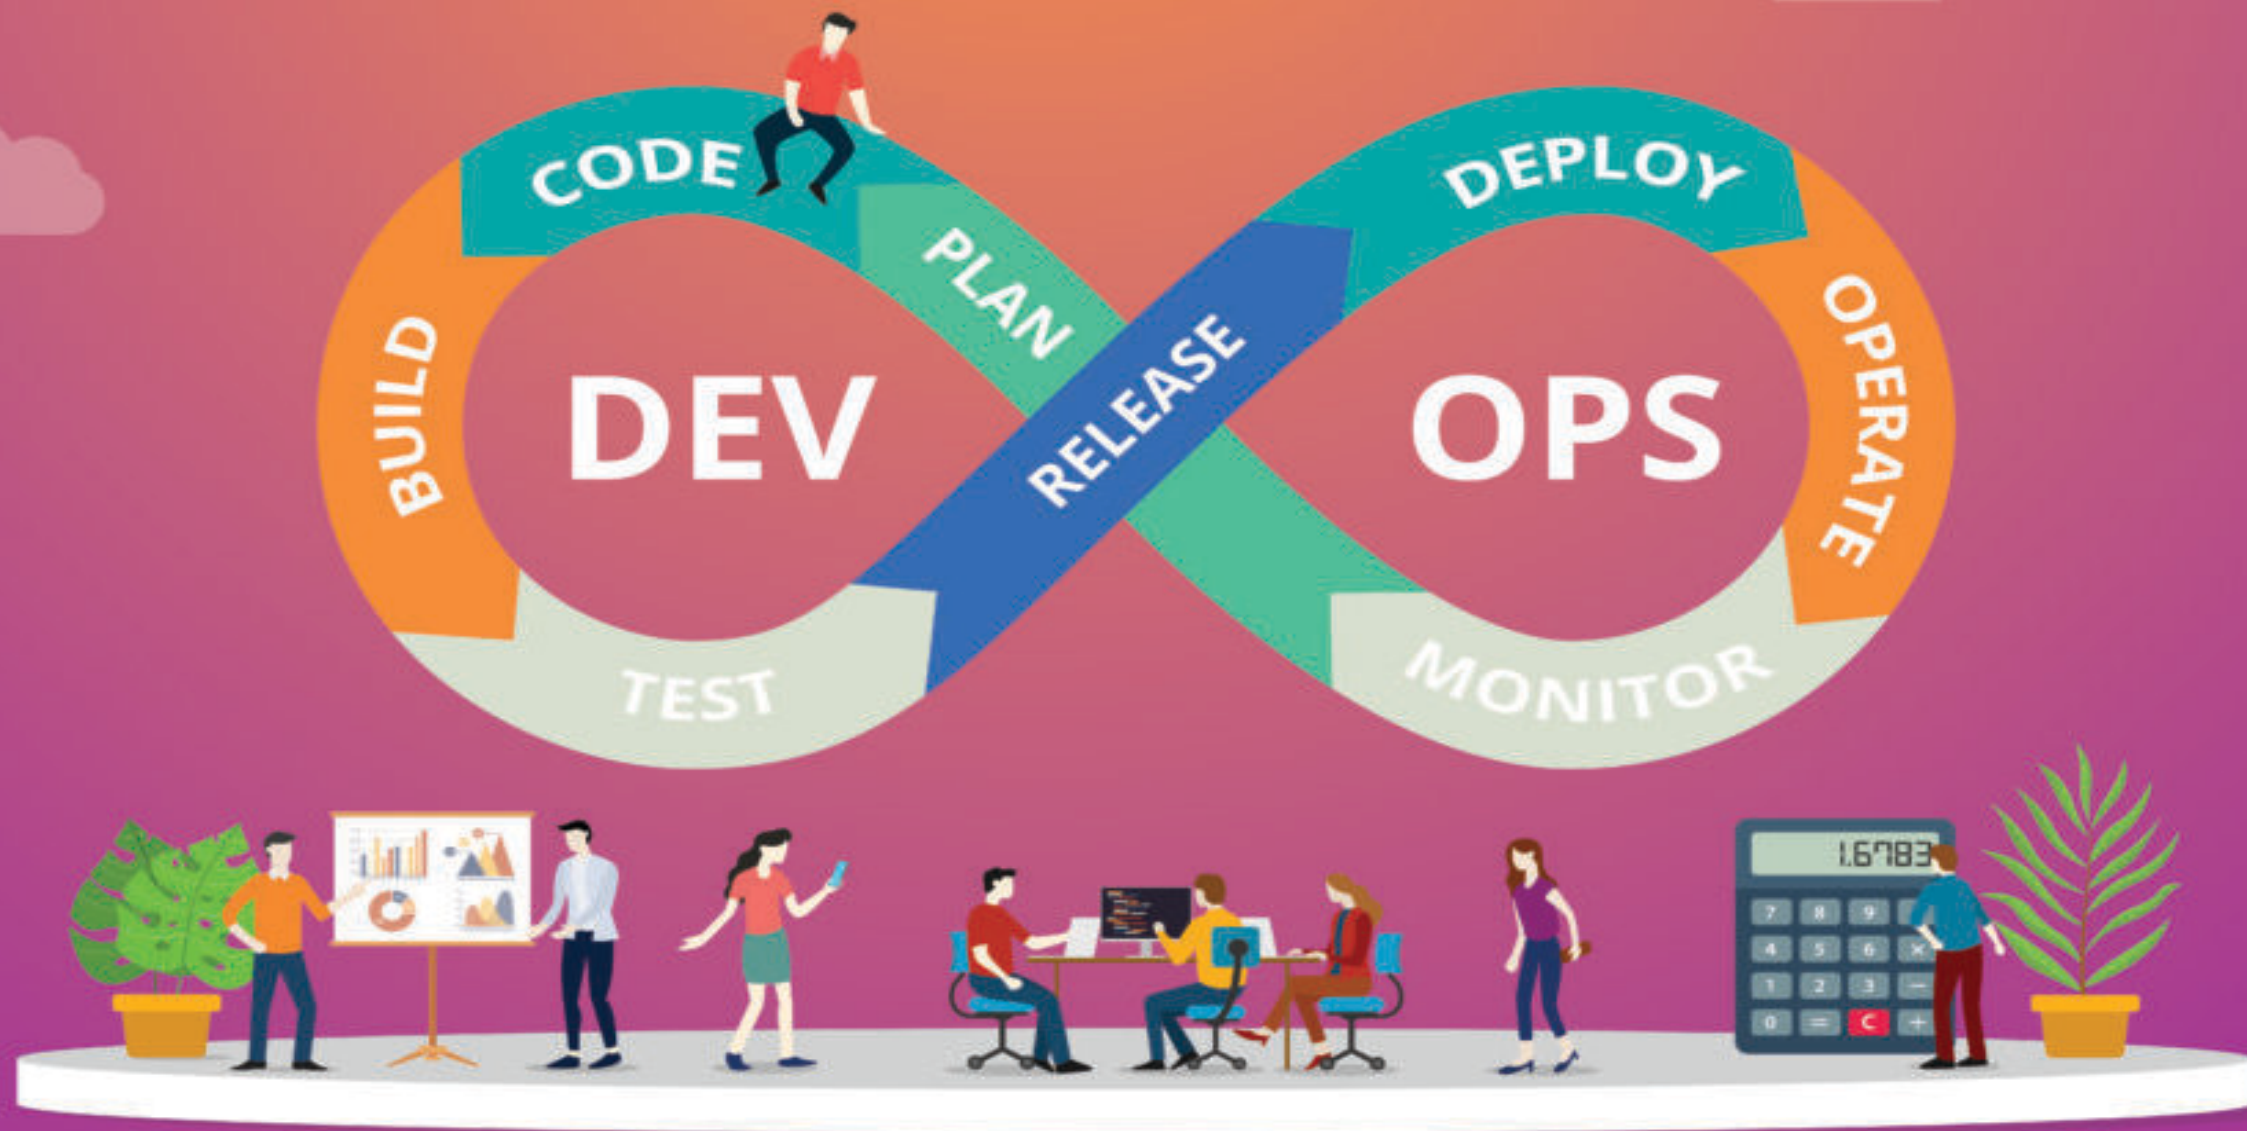 CODE
DEPLOY
PLAN
BUILD
DEV
RELEASE
OPS
OPERATE
TEST
MONITOR
1.6783
7 8 9
4 5 6 ×
1 2 3 −
0 = C +